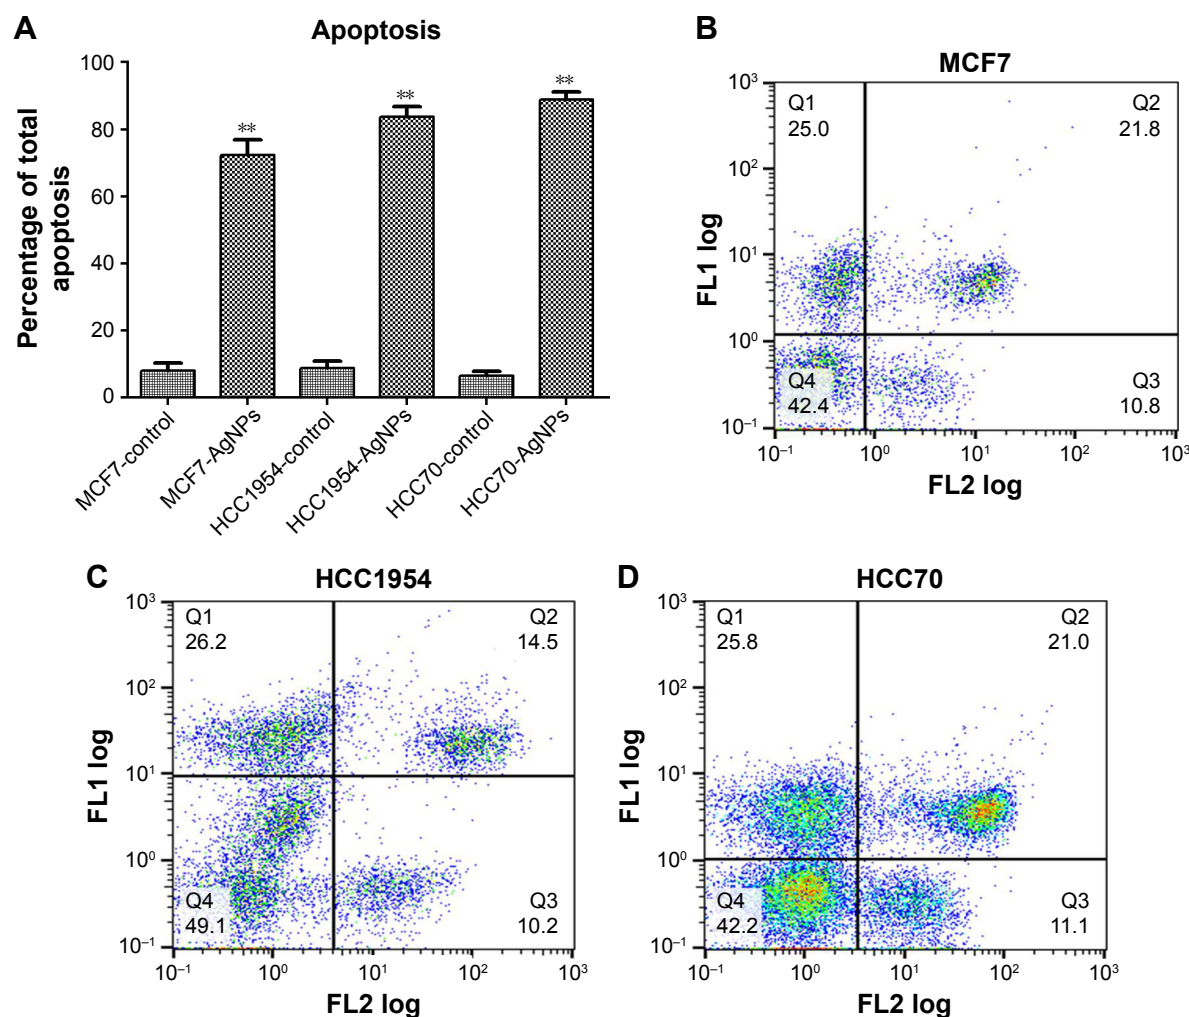 A
Apoptosis
Percentage of total
apoptosis
100
80
60
40
20
0
**
**
**
MCF7-control
MCF7-AgNPs
HCC1954-control
HCC1954-AgNPs
HCC70-control
HCC70-AgNPs
B
MCF7
FL1 log
10³
10²
10¹
10⁰
10⁻¹
Q1
25.0
Q2
21.8
Q4
42.4
Q3
10.8
10⁻¹
10⁰
10¹
10²
10³
FL2 log
C
HCC1954
FL1 log
10³
10²
10¹
10⁰
10⁻¹
Q1
26.2
Q2
14.5
Q4
49.1
Q3
10.2
10⁻¹
10⁰
10¹
10²
10³
FL2 log
D
HCC70
FL1 log
10³
10²
10¹
10⁰
10⁻¹
Q1
25.8
Q2
21.0
Q4
42.2
Q3
11.1
10⁻¹
10⁰
10¹
10²
10³
FL2 log